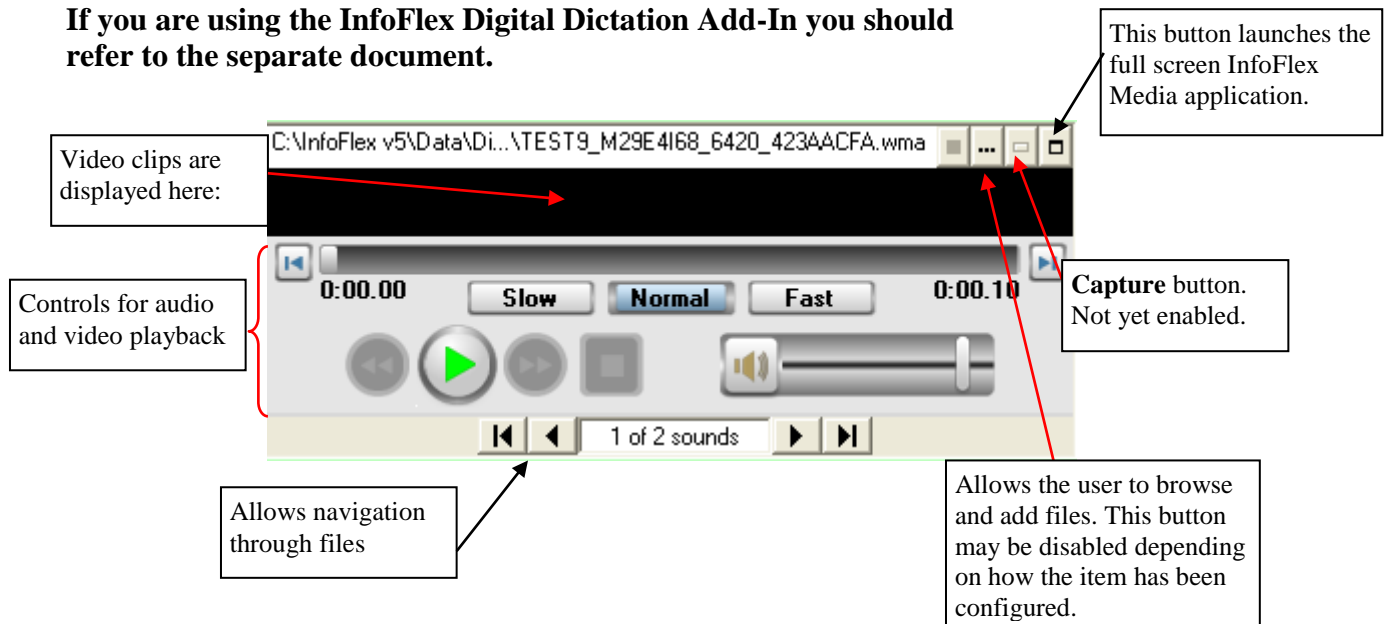 If you are using the InfoFlex Digital Dictation Add-In you should
refer to the separate document.
This button launches the
full screen InfoFlex
Media application.
C:\InfoFlex v5\Data\Di...\TEST9_M29E4I68_6420_423AACFA.wma
...
Video clips are
displayed here:
Controls for audio
and video playback
0:00.00
Slow
Normal
Fast
0:00.10
Capture button.
Not yet enabled.
1 of 2 sounds
Allows navigation
through files
Allows the user to browse
and add files. This button
may be disabled depending
on how the item has been
configured.